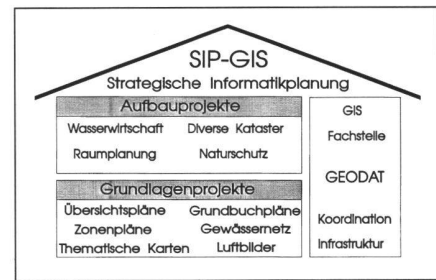 SIP-GIS
Strategische Informatikplanung
Aufbauprojekte
Wasserwirtschaft Diverse Kataster
Raumplanung Naturschutz
Grundlagenprojekte
Übersichtspläne Grundbuchpläne
Zonenpläne Gewässernetz
Thematische Karten Luftbilder
GIS
Fachstelle
GEODAT
Koordination
Infrastruktur